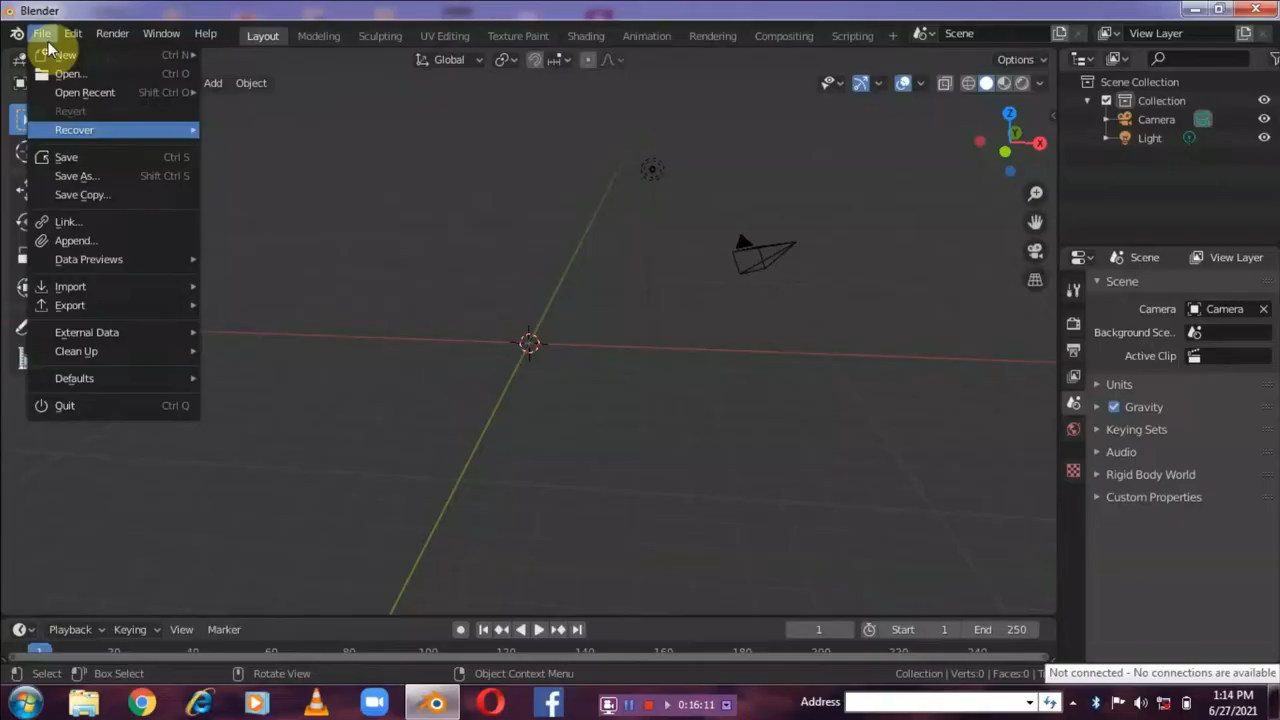 Blender
File Edit Render Window Help Layout Modeling Sculpting UV Editing Texture Paint Shading Animation Rendering Compositing Scripting Scene View Layer
New Ctrl N
Open... Ctrl O
Open Recent Shift Ctrl O
Revert
Recover
Save Ctrl S
Save As... Shift Ctrl S
Save Copy...
Link...
Append...
Data Previews
Import
Export
External Data
Clean Up
Defaults
Quit Ctrl Q
Global Options
Add Object
Z
Y
X
Scene Collection
Collection
Camera
Light
Scene View Layer
Scene
Camera Camera
Background Sce...
Active Clip
Units
Gravity
Keying Sets
Audio
Rigid Body World
Custom Properties
Playback Keying View Marker 1 Start 1 End 250
1 20 40 60 80 100 120 140 160 180 200 220 240
Select Box Select Rotate View Object Context Menu Collection | Verts:0 | Faces:0 | T
Not connected - No connections are available
0:16:11 Address
1:14 PM
6/27/2021